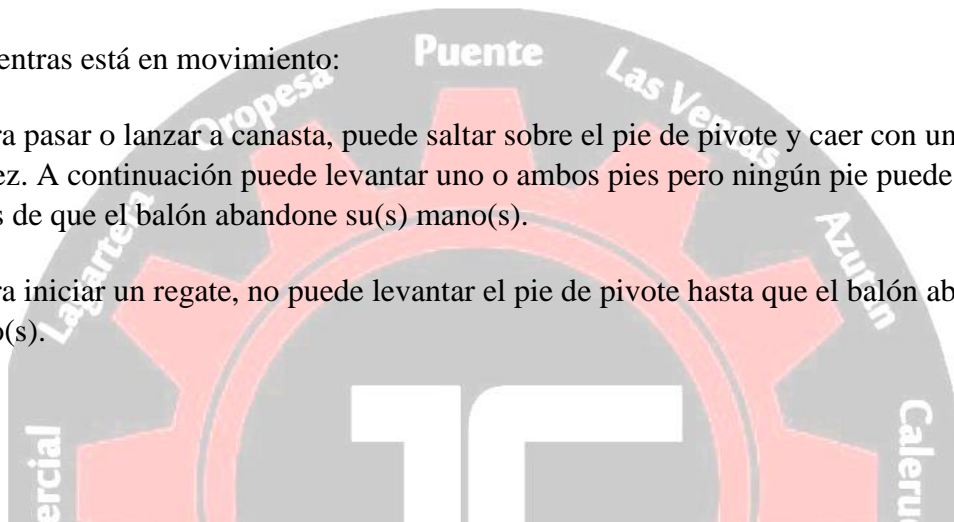 entras está en movimiento:
ra pasar o lanzar a canasta, puede saltar sobre el pie de pivote y caer con un
ez. A continuación puede levantar uno o ambos pies pero ningún pie puede
s de que el balón abandone su(s) mano(s).
ra iniciar un regate, no puede levantar el pie de pivote hasta que el balón ab
o(s).
Puente
Las Ventas
Oropesa
Lagartera
Azután
Caleru
ercial